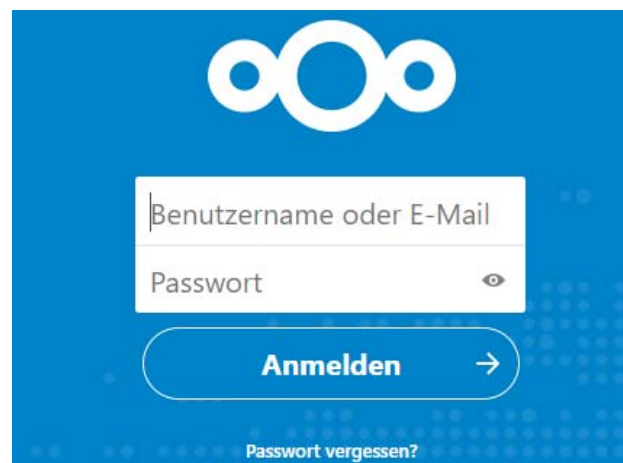 Benutzername oder E-Mail
Passwort
Anmelden
Passwort vergessen?